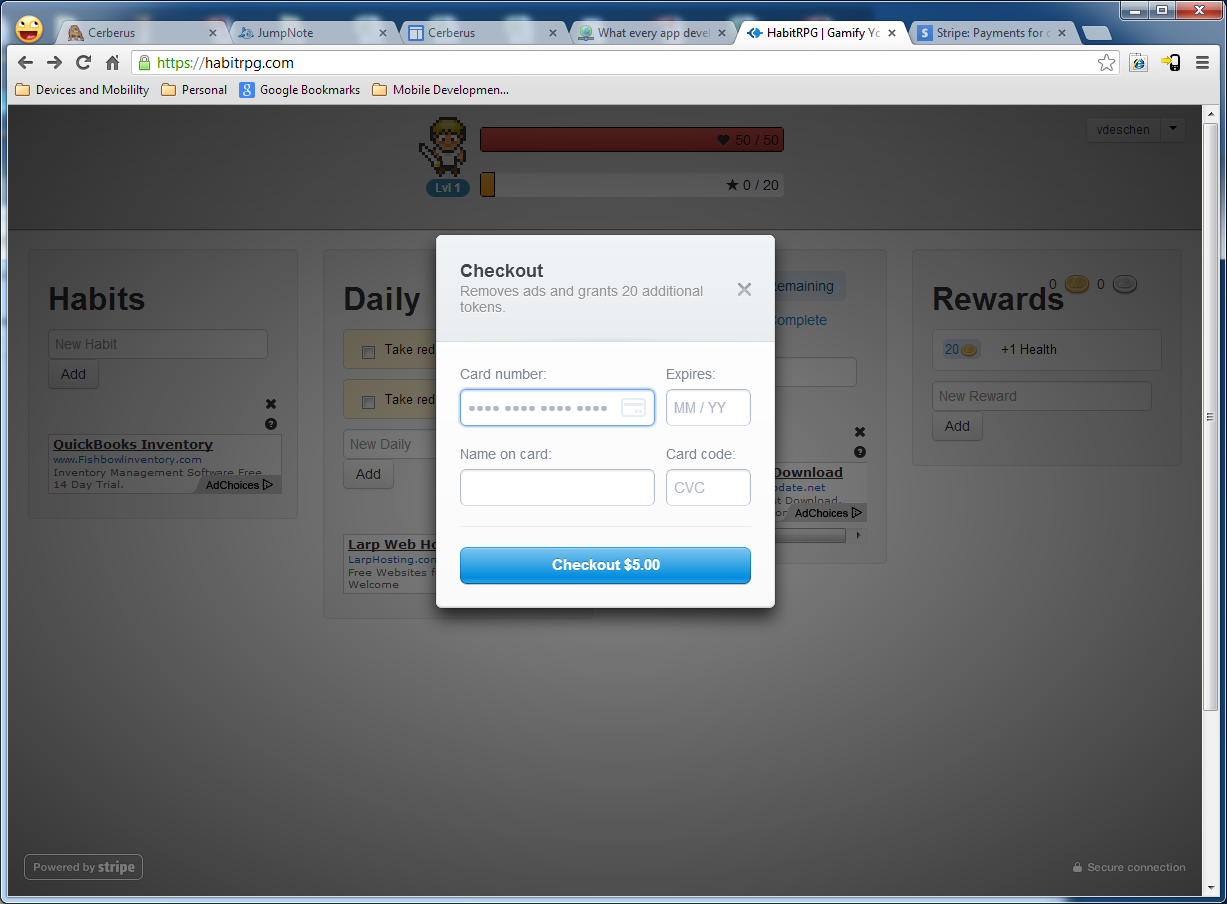 Cerberus
JumpNote
Cerberus
What every app devel
HabitRPG | Gamify Yo
Stripe: Payments for d
https://habitrpg.com
Devices and Mobililty
Personal
Google Bookmarks
Mobile Developmen...
50 / 50
vdeschen
Lvl 1
0 / 20
Checkout
Removes ads and grants 20 additional
tokens.
Card number:
Expires:
MM / YY
Name on card:
Card code:
CVC
Checkout $5.00
Habits
New Habit
Add
QuickBooks Inventory
www.Fishbowlinventory.com
Inventory Management Software Free
14 Day Trial.
AdChoices
Daily
Take red
Take red
New Daily
Add
Larp Web Ho
LarpHosting.com
Free Websites f
Welcome
emaining
omplete
Download
odate.net
t Download.
or
AdChoices
Rewards
0
0
20
+1 Health
New Reward
Add
Powered by stripe
Secure connection